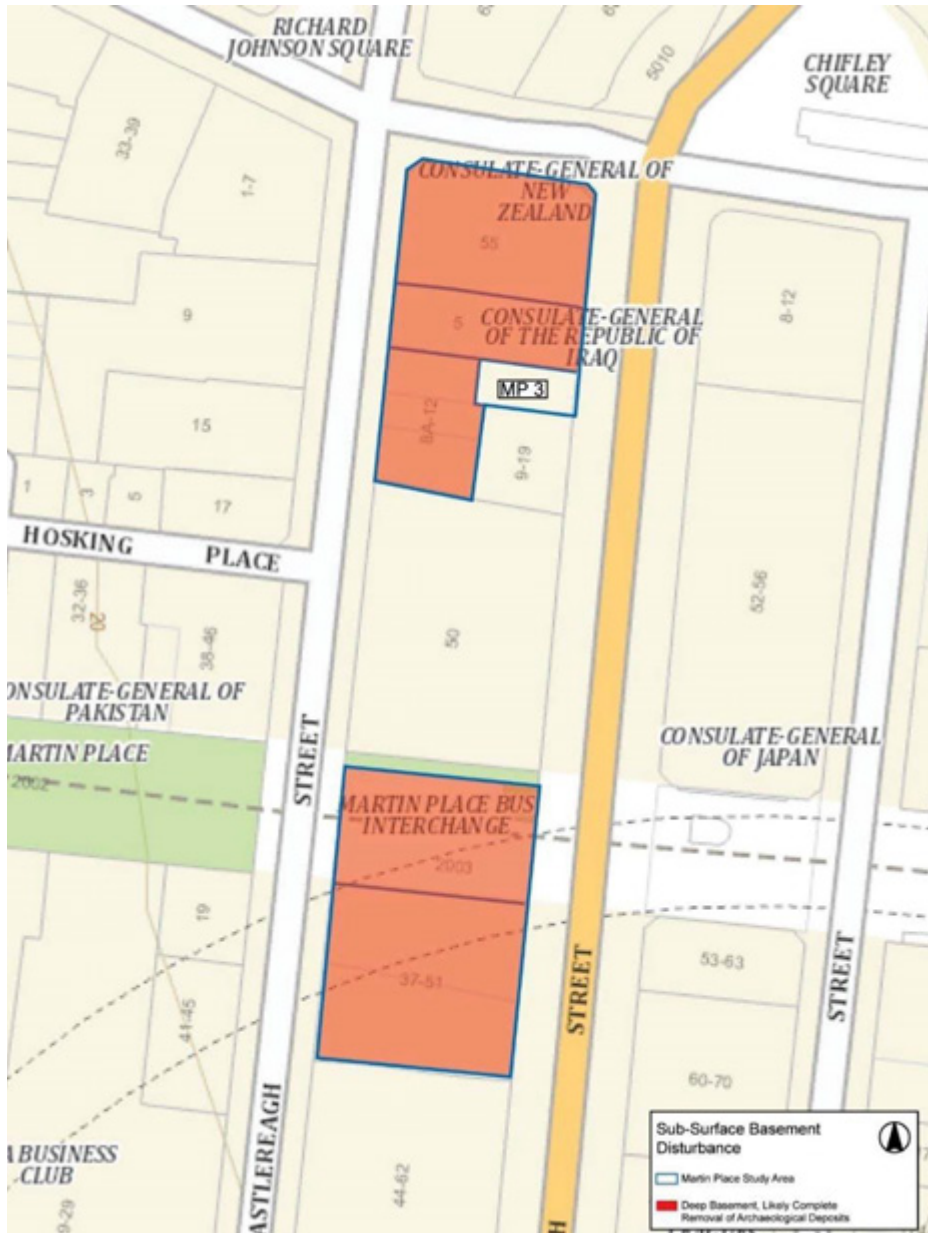 RICHARD
JOHNSON SQUARE
5010
CHIFLEY
SQUARE
33-39
1-7
CONSULATE-GENERAL OF
NEW
ZEALAND
55
9
5
CONSULATE-GENERAL
OF THE REPUBLIC OF
IRAQ
8-12
MP 3
8A-12
15
9-19
1
3
5
17
HOSKING PLACE
32-36
20
38-46
50
52-56
ONSULATE-GENERAL OF
PAKISTAN
MARTIN PLACE
2002
STREET
CONSULATE-GENERAL
OF JAPAN
MARTIN PLACE BUS
INTERCHANGE
2003
19
37-51
41-45
STREET
53-63
STREET
60-70
A BUSINESS
CLUB
9-29
ASTLEREAGH
44-62
H
Sub-Surface Basement
Disturbance
Martin Place Study Area
Deep Basement, Likely Complete
Removal of Archaeological Deposits